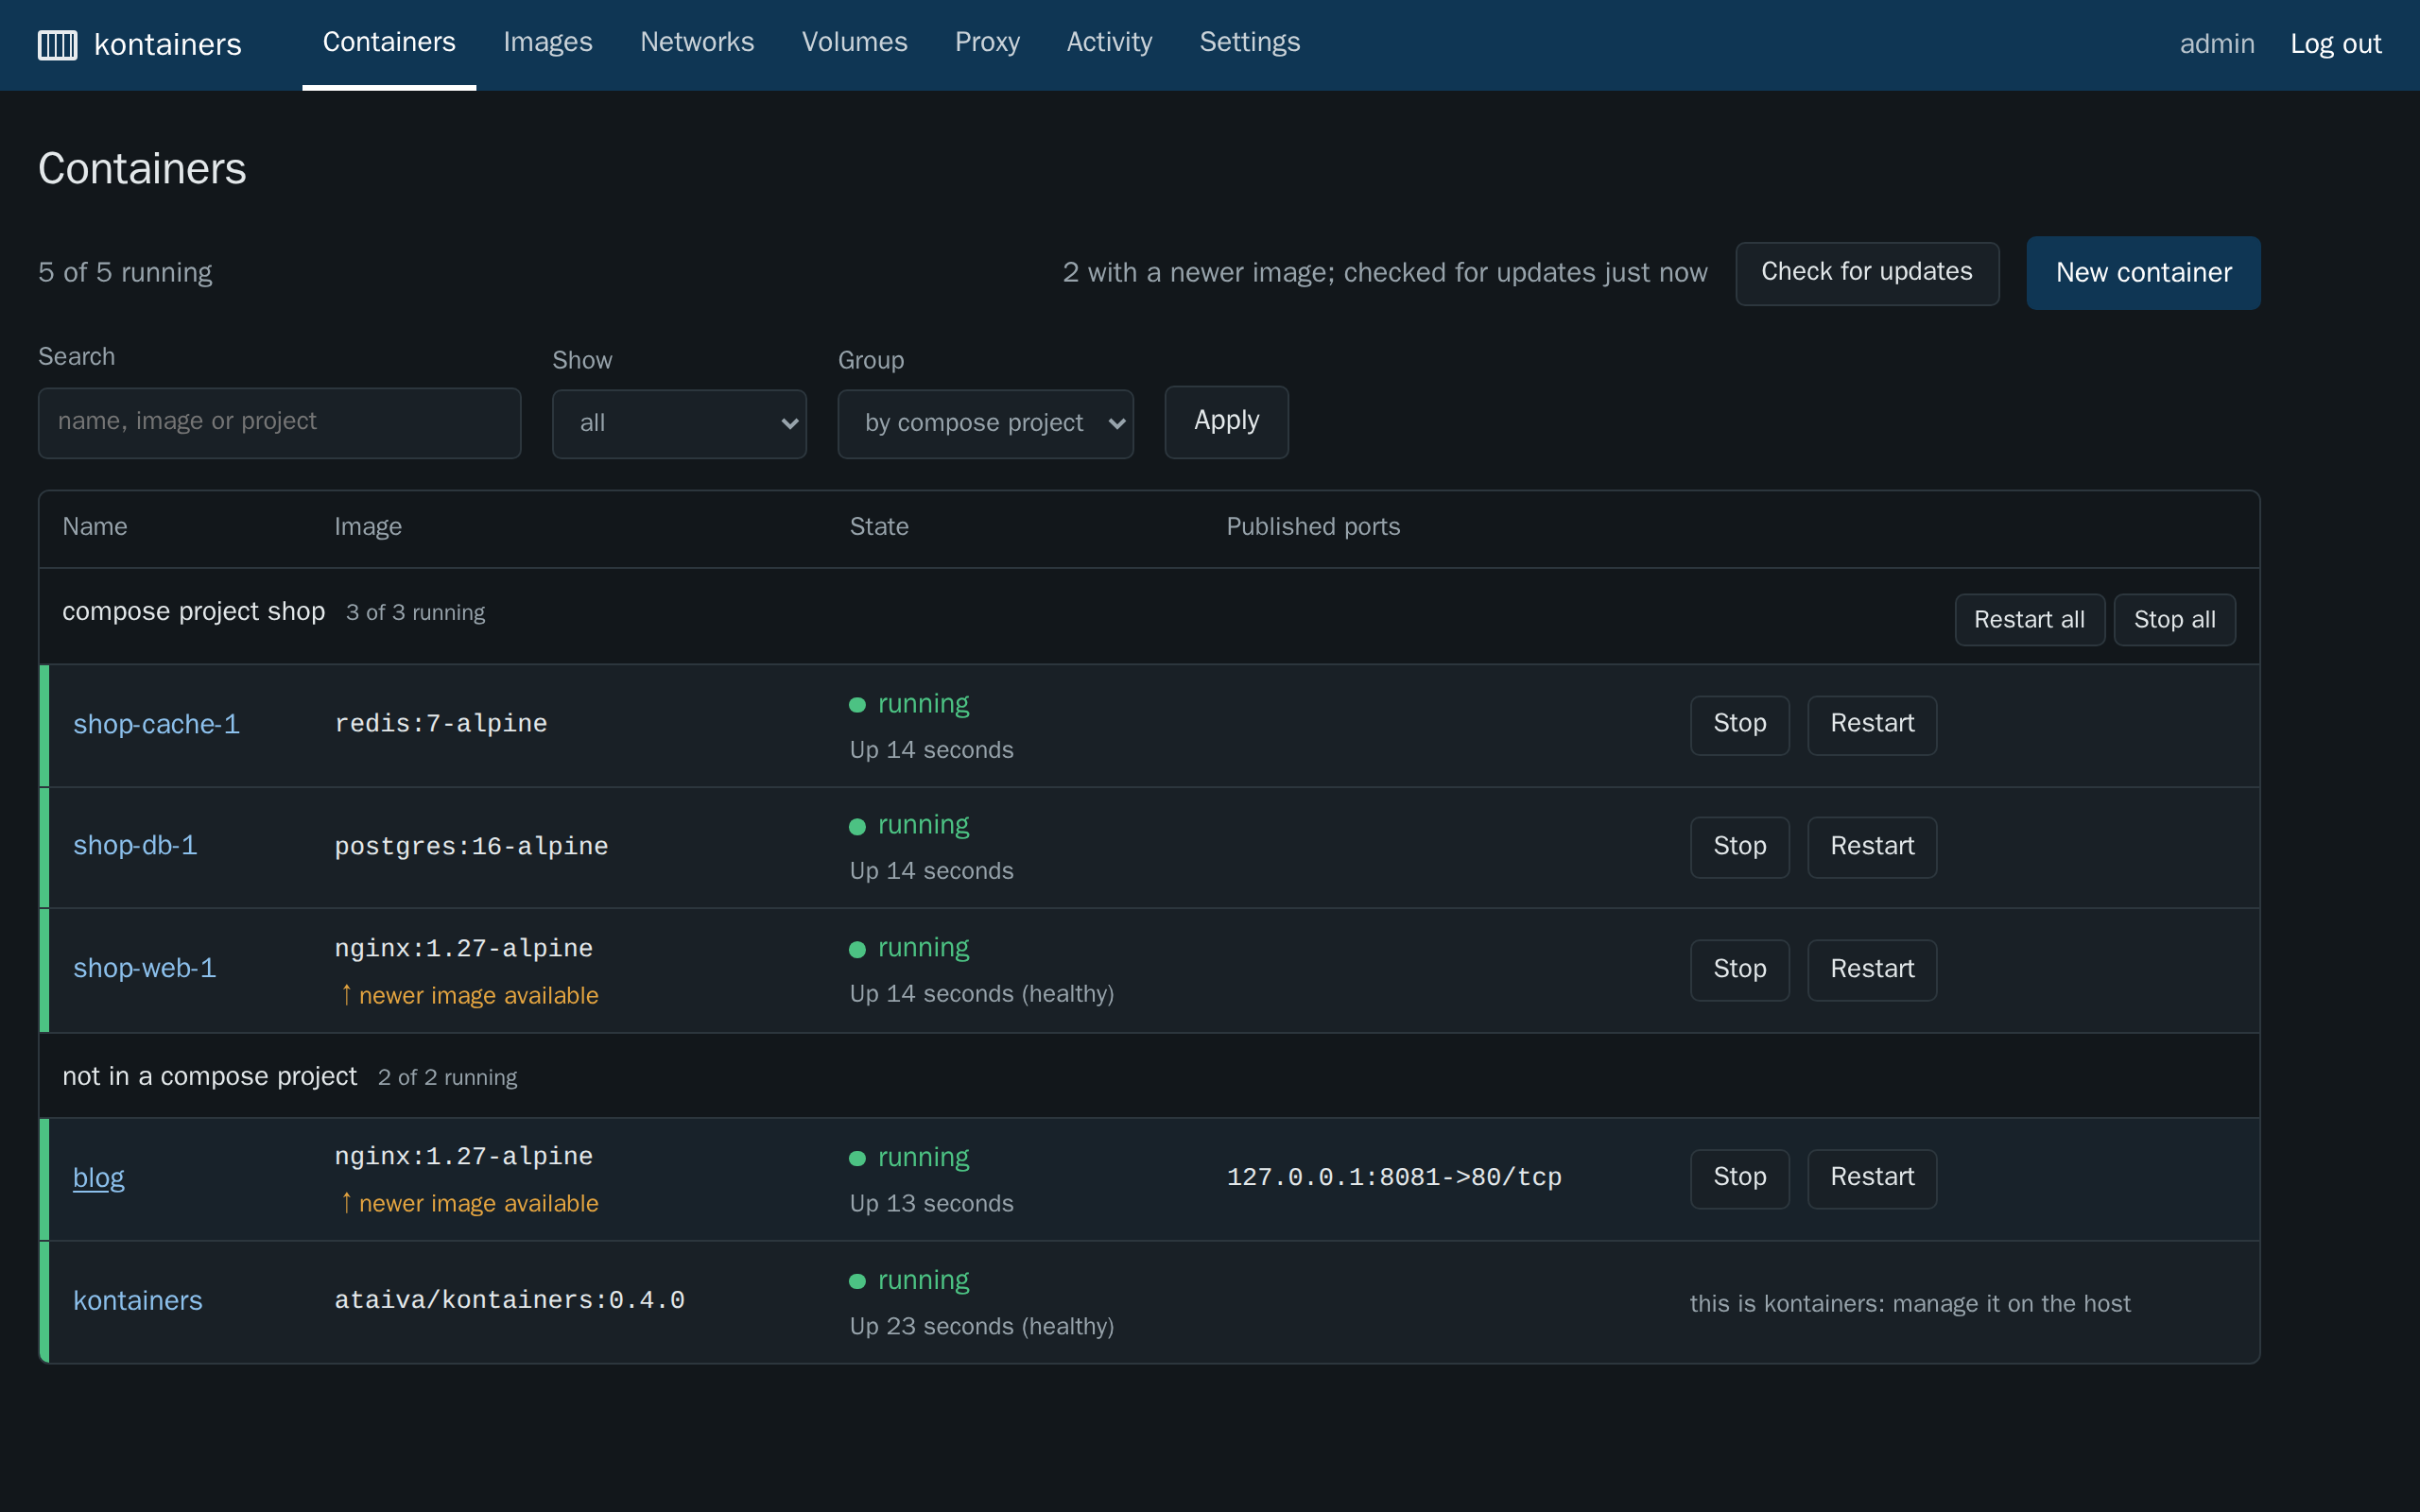 kontainers Containers Images Networks Volumes Proxy Activity Settings admin Log out
Containers
5 of 5 running 2 with a newer image; checked for updates just now Check for updates New container
Search Show Group
name, image or project all by compose project Apply
Name Image State Published ports
compose project shop 3 of 3 running Restart all Stop all
running
shop-cache-1 redis:7-alpine Stop Restart
Up 14 seconds
running
shop-db-1 postgres:16-alpine Stop Restart
Up 14 seconds
nginx:1.27-alpine running
shop-web-1 Stop Restart
↑ newer image available Up 14 seconds (healthy)
not in a compose project 2 of 2 running
nginx:1.27-alpine running
blog 127.0.0.1:8081->80/tcp Stop Restart
↑ newer image available Up 13 seconds
running
kontainers ataiva/kontainers:0.4.0 this is kontainers: manage it on the host
Up 23 seconds (healthy)